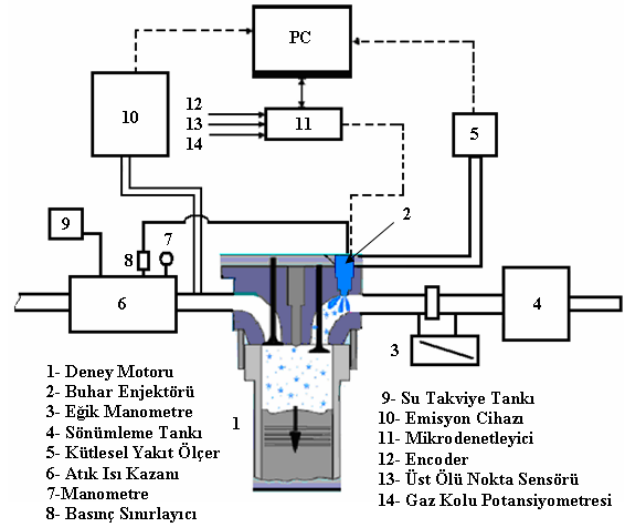 PC
10
12
13
14
11
5
2
9
7
8
6
4
3
1
1- Deney Motoru
2- Buhar Enjektörü
3- Eğik Manometre
4- Sönümleme Tankı
5- Kütlesel Yakıt Ölçer
6- Atık Isı Kazanı
7-Manometre
8- Basınç Sınırlayıcı
9- Su Takviye Tankı
10- Emisyon Cihazı
11- Mikrodenetleyici
12- Encoder
13- Üst Ölü Nokta Sensörü
14- Gaz Kolu Potansiyometresi